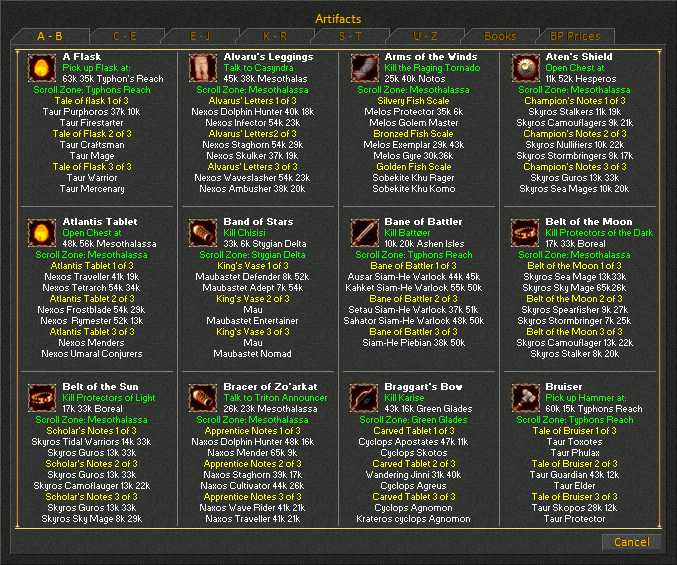 Artifacts
A - B
C - E
E - J
K - R
S - T
U - Z
Books
BP Prices
A Flask
Pick up Flask at:
63k 35k Typhon's Reach
Scroll Zone: Typhons Reach
Tale of flask 1 of 3
Taur Purphoros 37k 10k
Taur Firestarter
Tale of Flask 2 of 3
Taur Craftsman
Taur Mage
Tale of Flask 3 of 3
Taur Warrior
Taur Mercenary
Alvaru's Leggings
Talk to Casyndra
45k 38k Mesothalas
Scroll Zone: Mesothalassa
Alvarus' Letters 1 of 3
Nexos Dolphin Hunter 40k 18k
Nexos Infector 54k 23k
Alvarus' Letters2 of 3
Nexos Staghorn 54k 29k
Nexos Skulker 37k 19k
Alvarus' Letters 3 of 3
Nexos Waveslasher 54k 23k
Nexos Ambusher 38k 20k
Arms of the Winds
Kill the Raging Tornado
25k 40k Notos
Scroll Zone: Mesothalassa
Silvery Fish Scale
Melos Protector 35k 6k
Melos Golem Master
Bronzed Fish Scale
Melos Exemplar 29k 43k
Melos Gyre 30k36k
Golden Fish Scale
Sobekite Khu Rager
Sobekite Khu Komo
Aten's Shield
Open Chest at
11k 52k Hesperos
Scroll Zone: Mesothalassa
Champion's Notes 1 of 3
Skyros Stalkers 11k 19k
Skyros Camouflagers 9k 21k
Champion's Notes 2 of 3
Skyros Nullifiers 10k 22k
Skyros Stormbringers 8k 17k
Champion's Notes 3 of 3
Skyros Guros 13k 33k
Skyros Sea Mages 10k 20k
Atlantis Tablet
Open Chest at
48k 56k Mesothalassa
Scroll Zone: Mesothalassa
Atlantis Tablet 1 of 3
Nexos Traveller 41k 19k
Nexos Tetrarch 54k 34k
Atlantis Tablet 2 of 3
Nexos Frostblade 54k 29k
Nexos Rymester 52k 13k
Atlantis Tablet 3 of 3
Nexos Menders
Nexos Umaral Conjurers
Band of Stars
Kill Chisisi
33k 6k Stygian Delta
Scroll Zone: Stygian Delta
King's Vase 1 of 3
Maubastet Defender 8k 52k
Maubastet Adept 7k 54k
King's Vase 2 of 3
Mau
Maubastet Entertainer
King's Vase 3 of 3
Mau
Maubastet Nomad
Bane of Battler
Kill Battøer
10k 20k Ashen Isles
Scroll Zone: Typhons Reach
Bane of Battler 1 of 3
Ausar Siam-He Warlock 44k 45k
Kahket Siam-He Warlock 55k 50k
Bane of Battler 2 of 3
Setau Siam-He Warlock 37k 51k
Sahator Siam-He Warlock 48k 50k
Bane of Battler 3 of 3
Siam-He Piebian 38k 50k
Belt of the Moon
Kill Protectors of the Dark
17k 33k Boreal
Scroll Zone: Mesothalassa
Belt of the Moon 1 of 3
Skyros Sea Mage 13k33k
Skyros Sky Mage 65k26k
Belt of the Moon 2 of 3
Skyros Spearfisher 9k 27k
Skyros Stormbringer 7k 25k
Belt of the Moon 3 of 3
Skyros Camouflager 13k 22k
Skyros Stalker 8k 20k
Belt of the Sun
Kill Protectors of Light
17k 33k Boreal
Scroll Zone: Mesothalassa
Scholar's Notes 1 of 3
Skyros Tidal Warriors 14k 33k
Skyros Guros 13k 33k
Scholar's Notes 2 of 3
Skyros Guros 13k 33k
Skyros Camoflauger 13k 22k
Scholar's Notes 3 of 3
Skyros Guros 13k 33k
Skyros Sky Mage 8k 29k
Bracer of Zo'arkat
Talk to Triton Announcer
26k 23k Mesothalassa
Scroll Zone: Mesothalassa
Apprentice Notes 1 of 3
Naxos Dolphin Hunter 48k 16k
Naxos Mender 65k 9k
Apprentice Notes 2 of 3
Naxos Staghorn 39k 17k
Naxos Cultivator 44k 26k
Apprentice Notes 3 of 3
Naxos Wave Rider 41k 21k
Naxos Traveller 41k 21k
Braggart's Bow
Kill Karise
43k 16k Green Glades
Scroll Zone: Green Glades
Carved Tablet 1 of 3
Cyclops Apostates 47k 11k
Cyclops Skotos
Carved Tablet 2 of 3
Wandering Jinni 31k 40k
Cyclops Agreus
Carved Tablet 3 of 3
Cyclops Agnomon
Krateros cyclops Agnomon
Bruiser
Pick up Hammer at:
60k 15k Typhons Reach
Scroll Zone:Typhons Reach
Tale of Bruiser 1 of 3
Taur Toxotes
Taur Phulax
Tale of Bruiser 2 of 3
Taur Guardian 43k 12k
Taur Elder
Tale of Bruiser 3 of 3
Taur Skopos 28k 12k
Taur Protector
Cancel